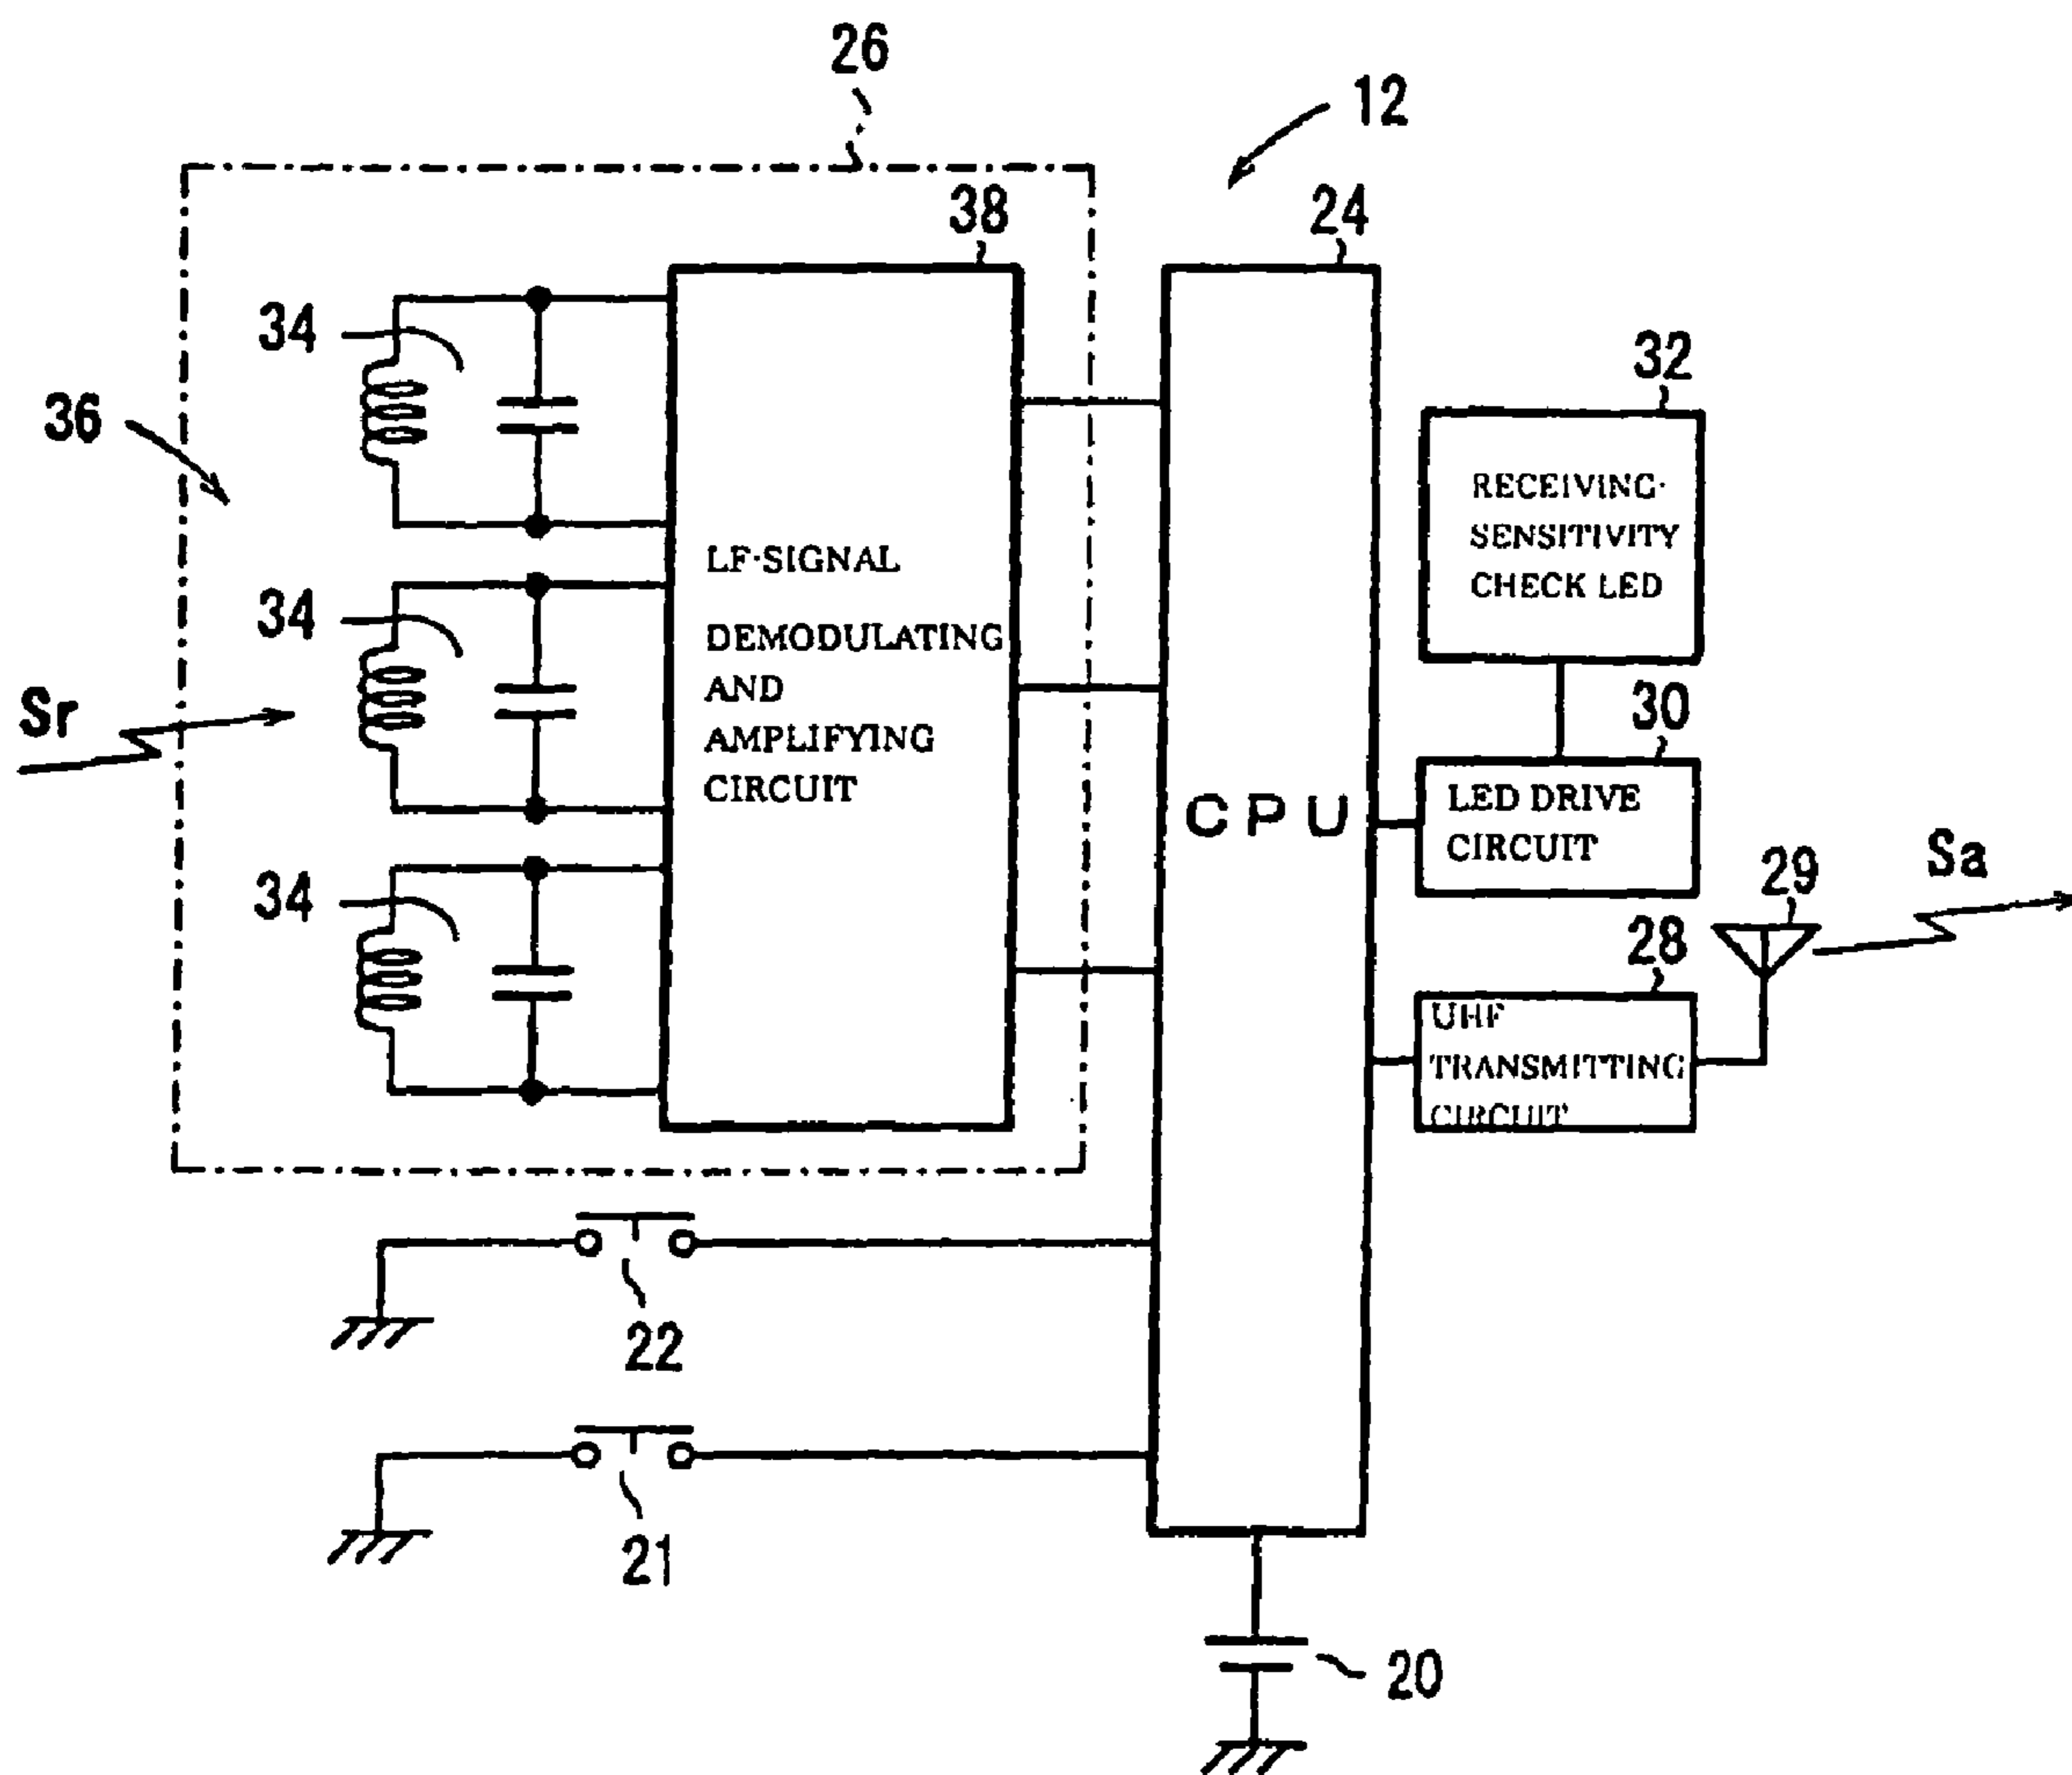 26
12
38
24
34
36
LF-SIGNAL
DEMODULATING
AND
AMPLIFYING
CIRCUIT
34
Sr
34
CPU
32
RECEIVING-
SENSITIVITY
CHECK LED
30
LED DRIVE
CIRCUIT
29
Sa
28
UHF
TRANSMITTING
CIRCUIT
22
21
20